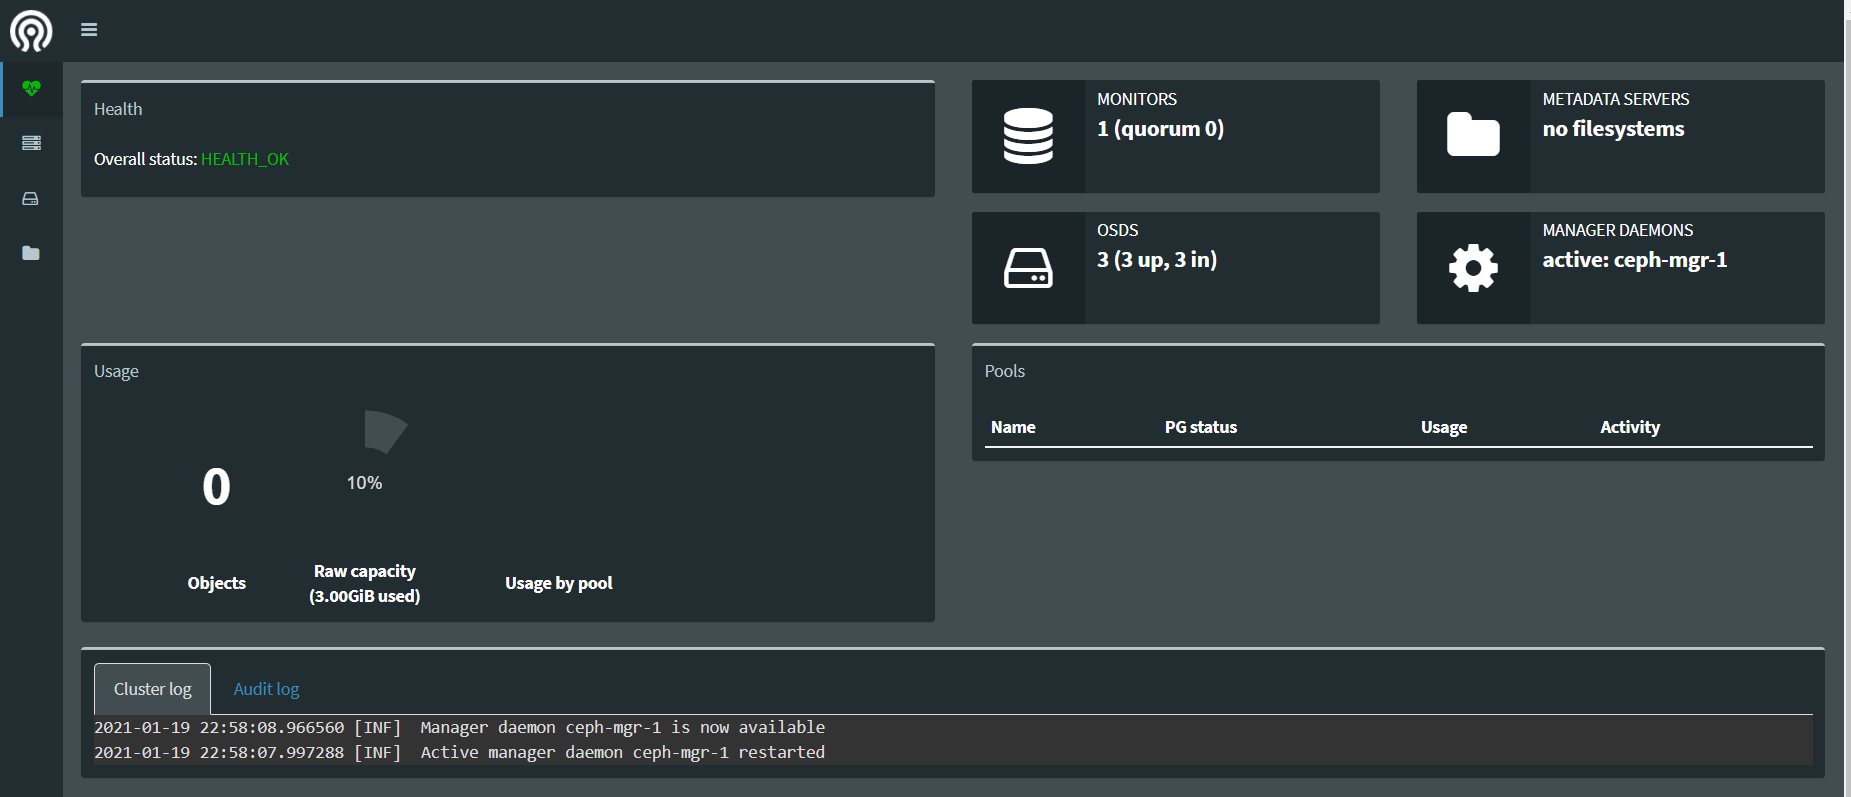 Health
Overall status: HEALTH_OK
MONITORS
1 (quorum 0)
METADATA SERVERS
no filesystems
OSDS
3 (3 up, 3 in)
MANAGER DAEMONS
active: ceph-mgr-1
Usage
0
Objects
10%
Raw capacity
(3.00GiB used)
Usage by pool
Pools
Name PG status Usage Activity
Cluster log Audit log
2021-01-19 22:58:08.966560 [INF]  Manager daemon ceph-mgr-1 is now available
2021-01-19 22:58:07.997288 [INF]  Active manager daemon ceph-mgr-1 restarted